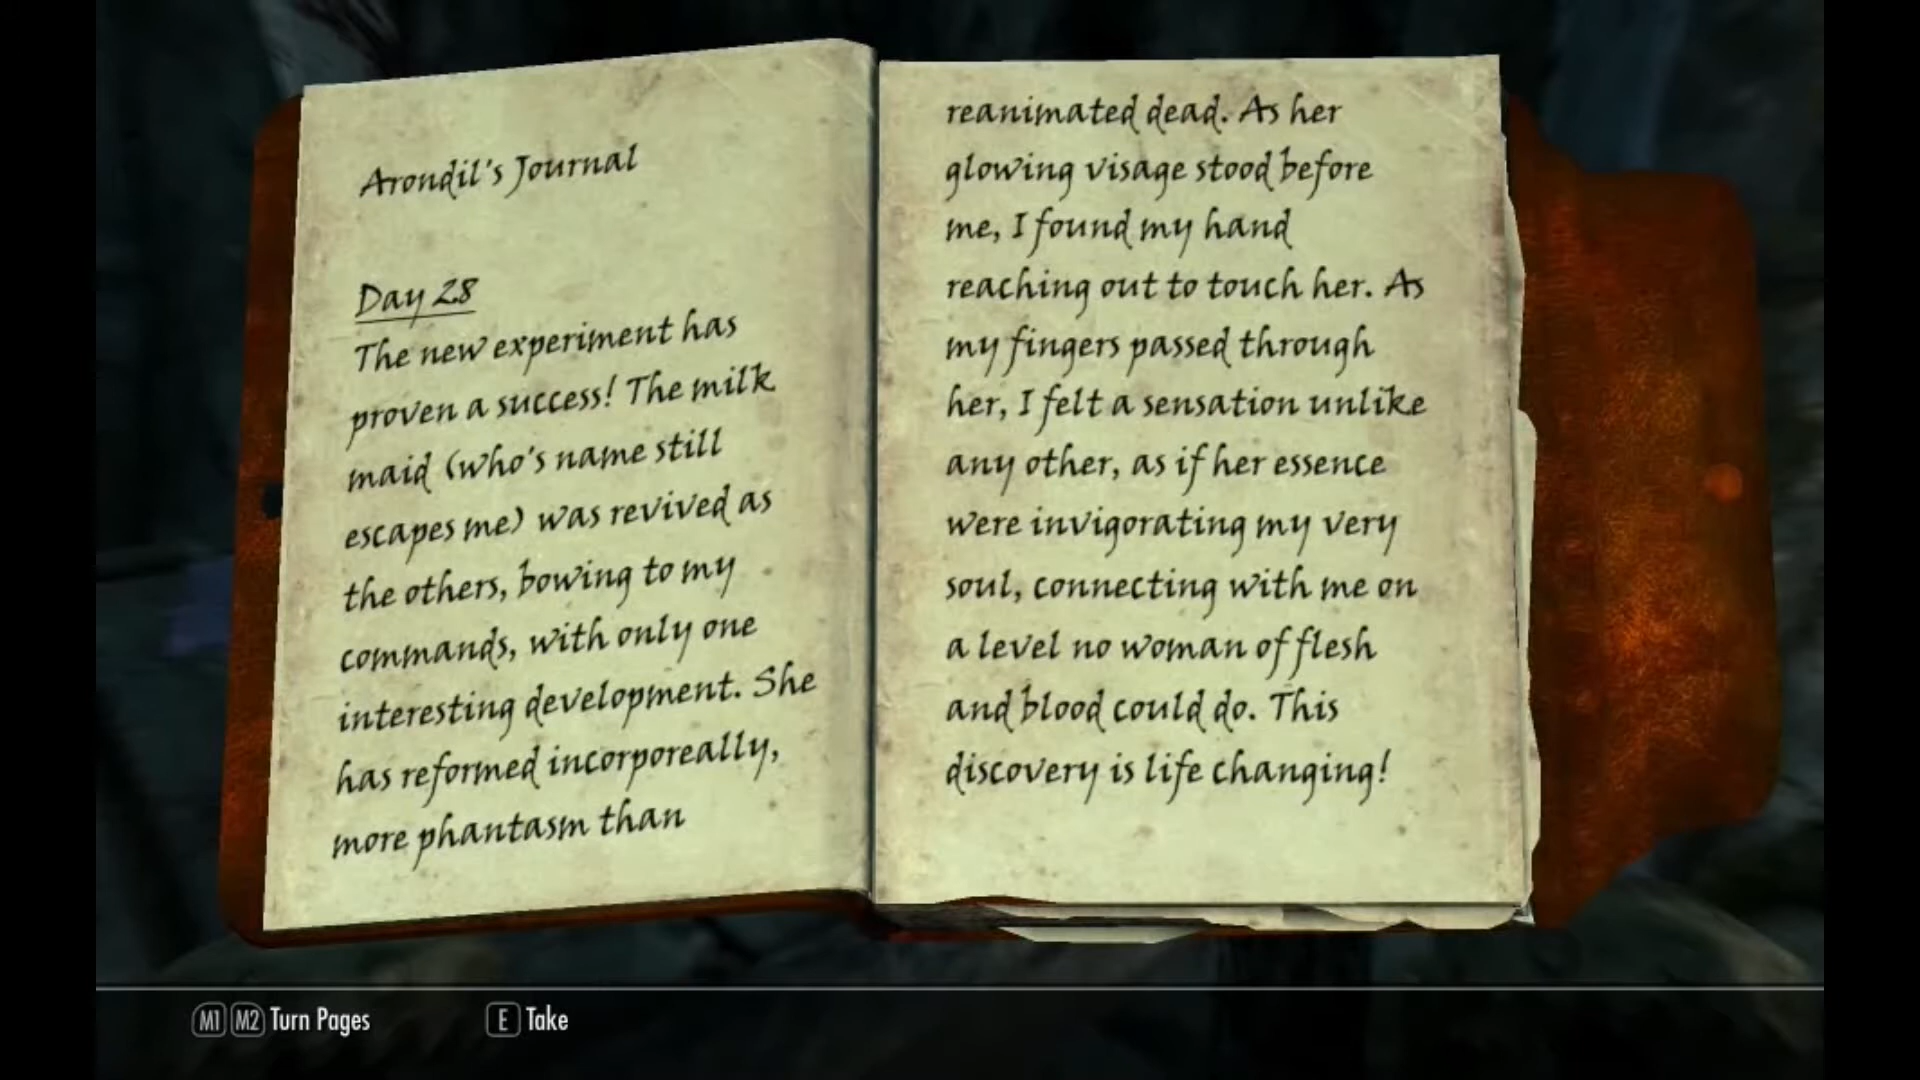 Arondil's Journal
Day 28
The new experiment has
proven a success! The milk
maid (who's name still
escapes me) was revived as
the others, bowing to my
commands, with only one
interesting development. She
has reformed incorporeally,
more phantasm than
reanimated dead. As her
glowing visage stood before
me, I found my hand
reaching out to touch her. As
my fingers passed through
her, I felt a sensation unlike
any other, as if her essence
were invigorating my very
soul, connecting with me on
a level no woman of flesh
and blood could do. This
discovery is life changing!
M1 M2 Turn Pages
E Take